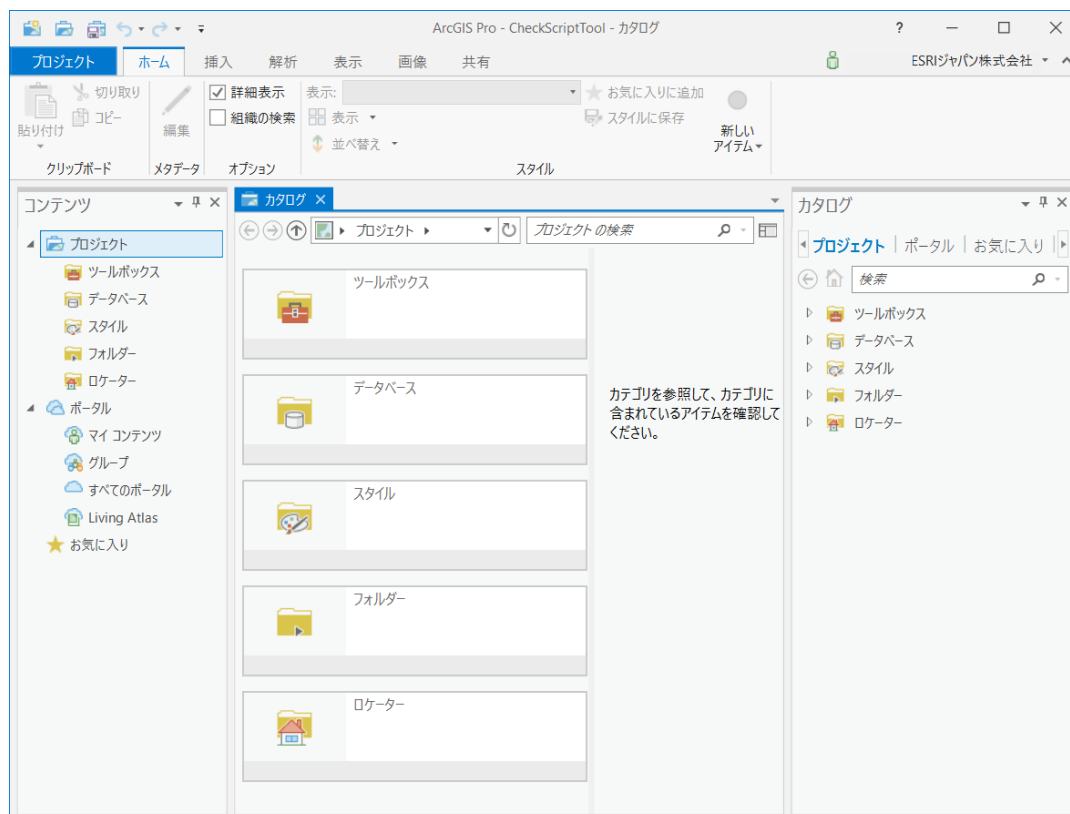 ArcGIS Pro - CheckScriptTool - カタログ
?
プロジェクト ホーム 挿入 解析 表示 画像 共有
ESRIジャパン株式会社
貼り付け
切り取り
コピー
クリップボード
編集
メタデータ
詳細表示
組織の検索
オプション
表示:
表示
並べ替え
お気に入りに追加
スタイルに保存
新しい
アイテム
スタイル
コンテンツ
プロジェクト
ツールボックス
データベース
スタイル
フォルダー
ロケーター
ポータル
マイ コンテンツ
グループ
すべてのポータル
Living Atlas
お気に入り
カタログ
プロジェクト
プロジェクト の検索
ツールボックス
データベース
スタイル
フォルダー
ロケーター
カテゴリを参照して、カテゴリに
含まれているアイテムを確認して
ください。
カタログ
プロジェクト ポータル お気に入り
検索
ツールボックス
データベース
スタイル
フォルダー
ロケーター